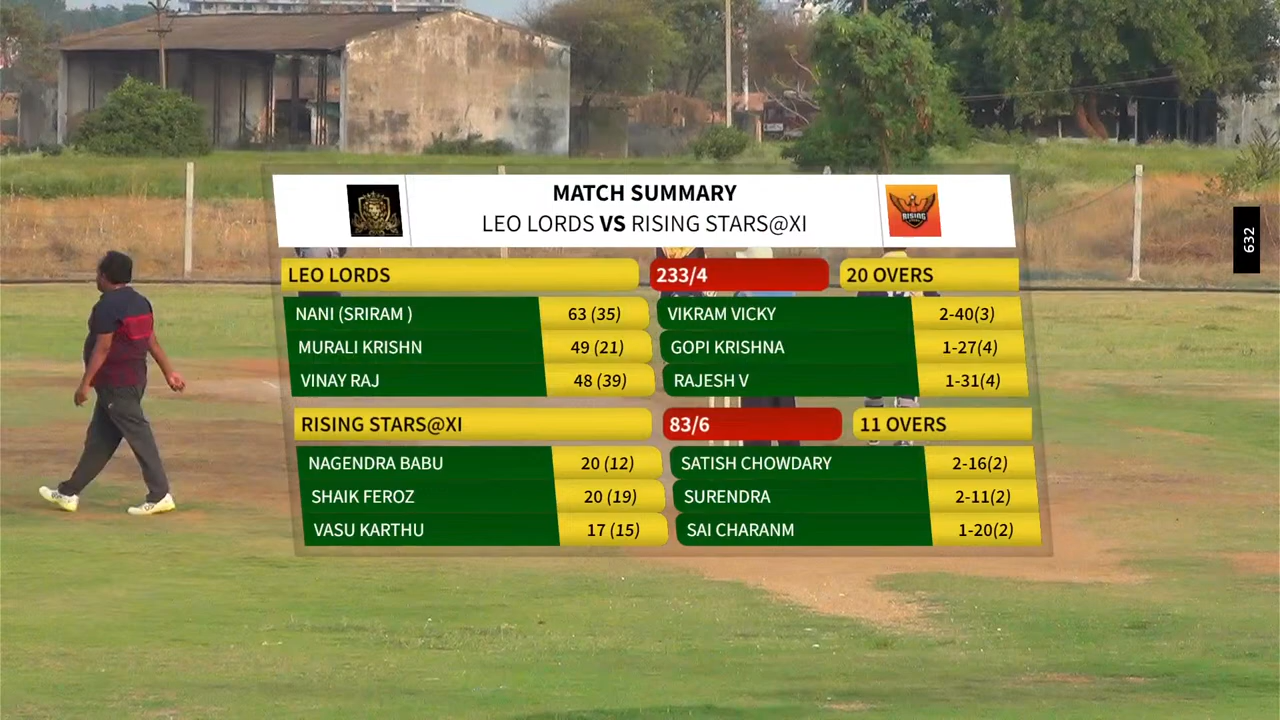 MATCH SUMMARY
LEO LORDS VS RISING STARS@XI
RISING
632
LEO LORDS 233/4 20 OVERS
NANI (SRIRAM ) 63 (35) VIKRAM VICKY 2-40(3)
MURALI KRISHN 49 (21) GOPI KRISHNA 1-27(4)
VINAY RAJ 48 (39) RAJESH V 1-31(4)
RISING STARS@XI 83/6 11 OVERS
NAGENDRA BABU 20 (12) SATISH CHOWDARY 2-16(2)
SHAIK FEROZ 20 (19) SURENDRA 2-11(2)
VASU KARTHU 17 (15) SAI CHARANM 1-20(2)